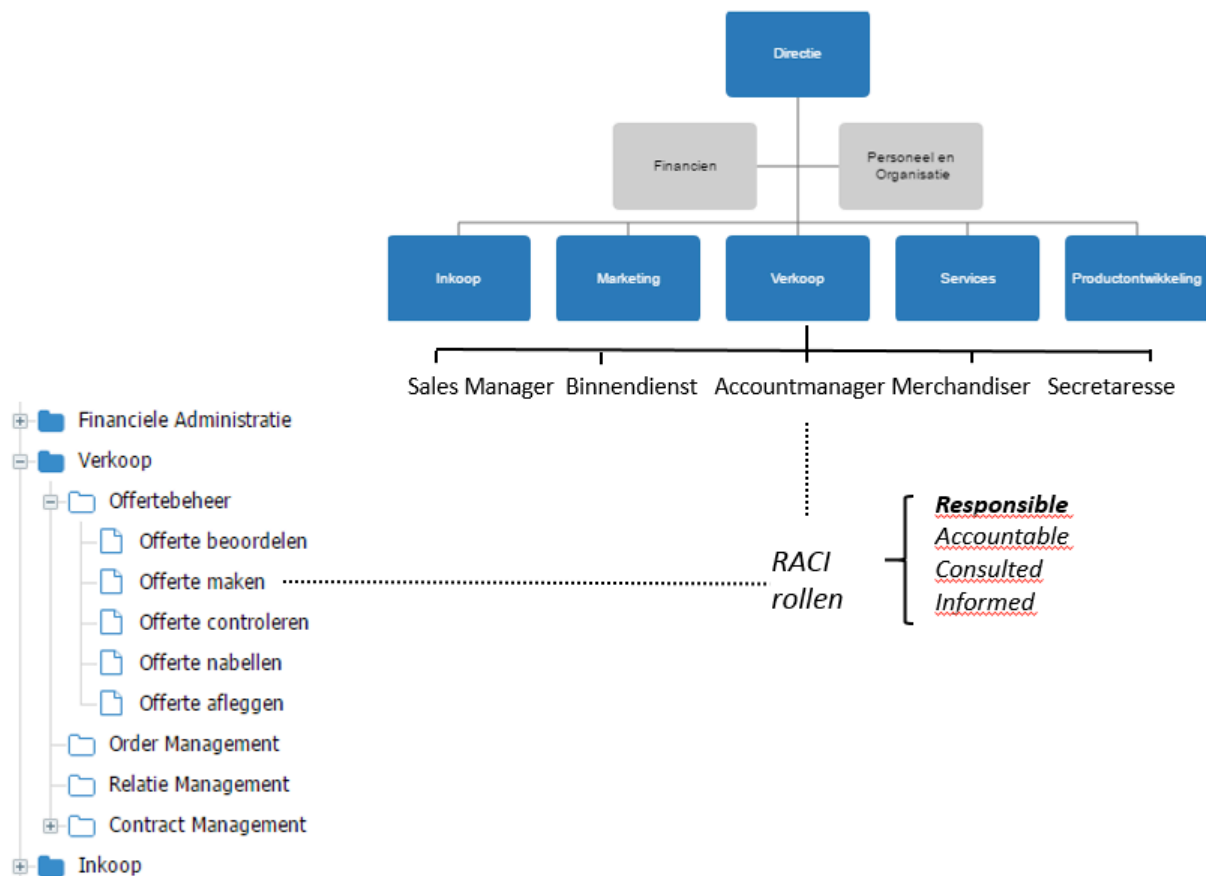 Directie
Financien
Personeel en
Organisatie
Inkoop
Marketing
Verkoop
Services
Productontwikkeling
Sales Manager
Binnendienst
Accountmanager
Merchandiser
Secretaresse
Financiele Administratie
Verkoop
Offertebeheer
Offerte beoordelen
Offerte maken
Offerte controleren
Offerte nabellen
Offerte afleggen
Order Management
Relatie Management
Contract Management
Inkoop
RACI
rollen
Responsible
Accountable
Consulted
Informed